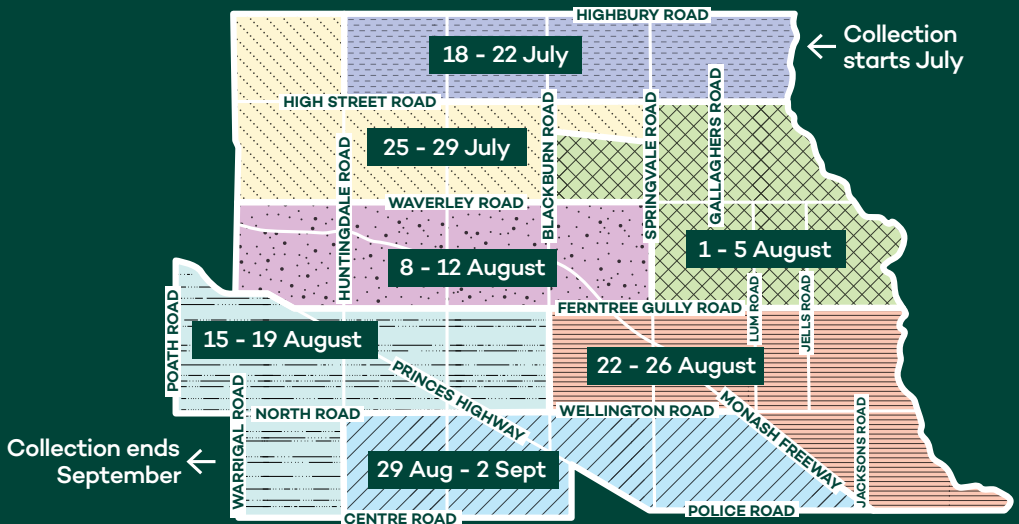 HIGHBURY ROAD
Collection
starts July
18 - 22 July
HIGH STREET ROAD
HUNTINGDALE ROAD
25 - 29 July
BLACKBURN ROAD
SPRINGVALE ROAD
GALLAGHERS ROAD
WAVERLEY ROAD
8 - 12 August
1 - 5 August
POATH ROAD
FERNTREE GULLY ROAD
LUM ROAD
JELLS ROAD
15 - 19 August
22 - 26 August
PRINCES HIGHWAY
MONASH FREEWAY
WARRIGAL ROAD
NORTH ROAD
WELLINGTON ROAD
JACKSONS ROAD
Collection ends
September
29 Aug - 2 Sept
CENTRE ROAD
POLICE ROAD